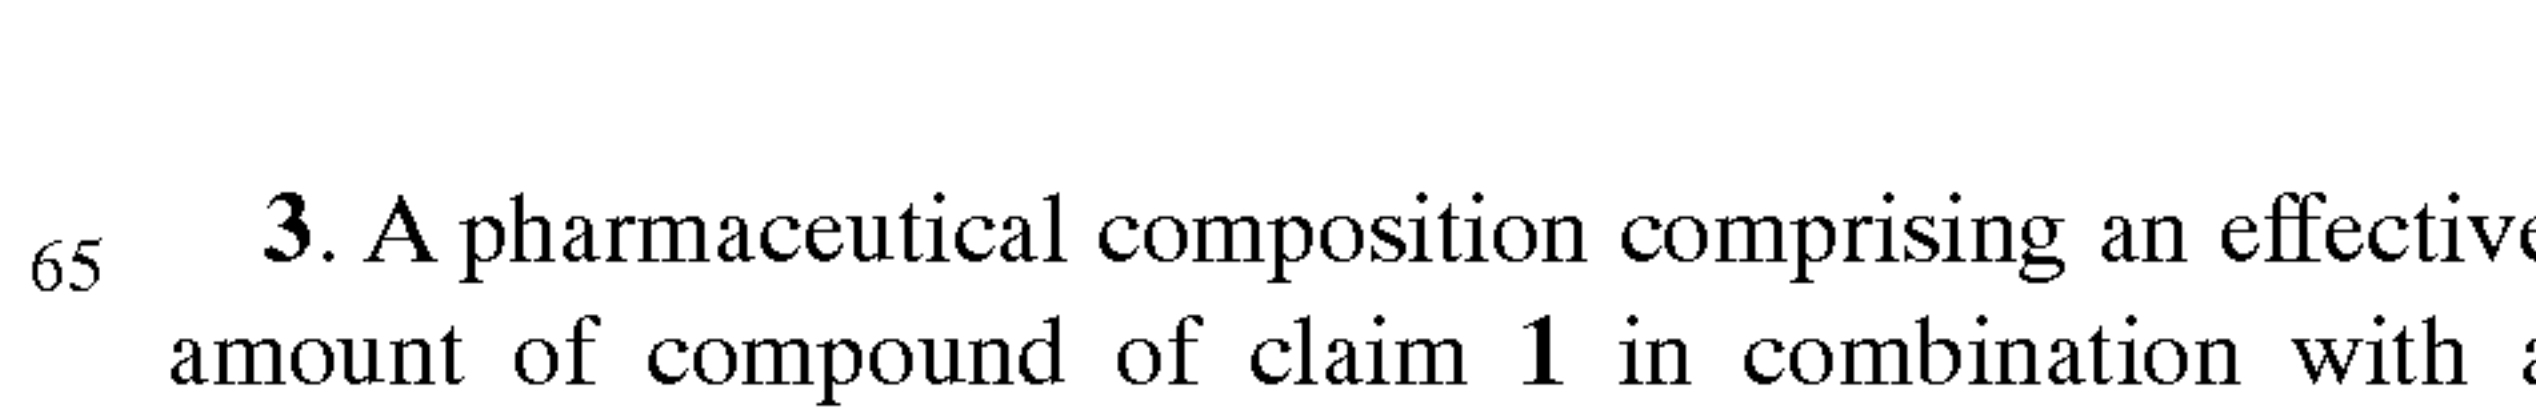 3. A pharmaceutical composition comprising an effective
65
amount of compound of claim 1 in combination with